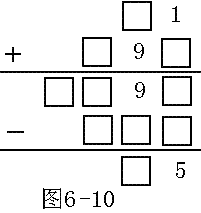 □ 1
+ □ 9 □
□ □ 9 □
- □ □ □
□ 5
图6-10